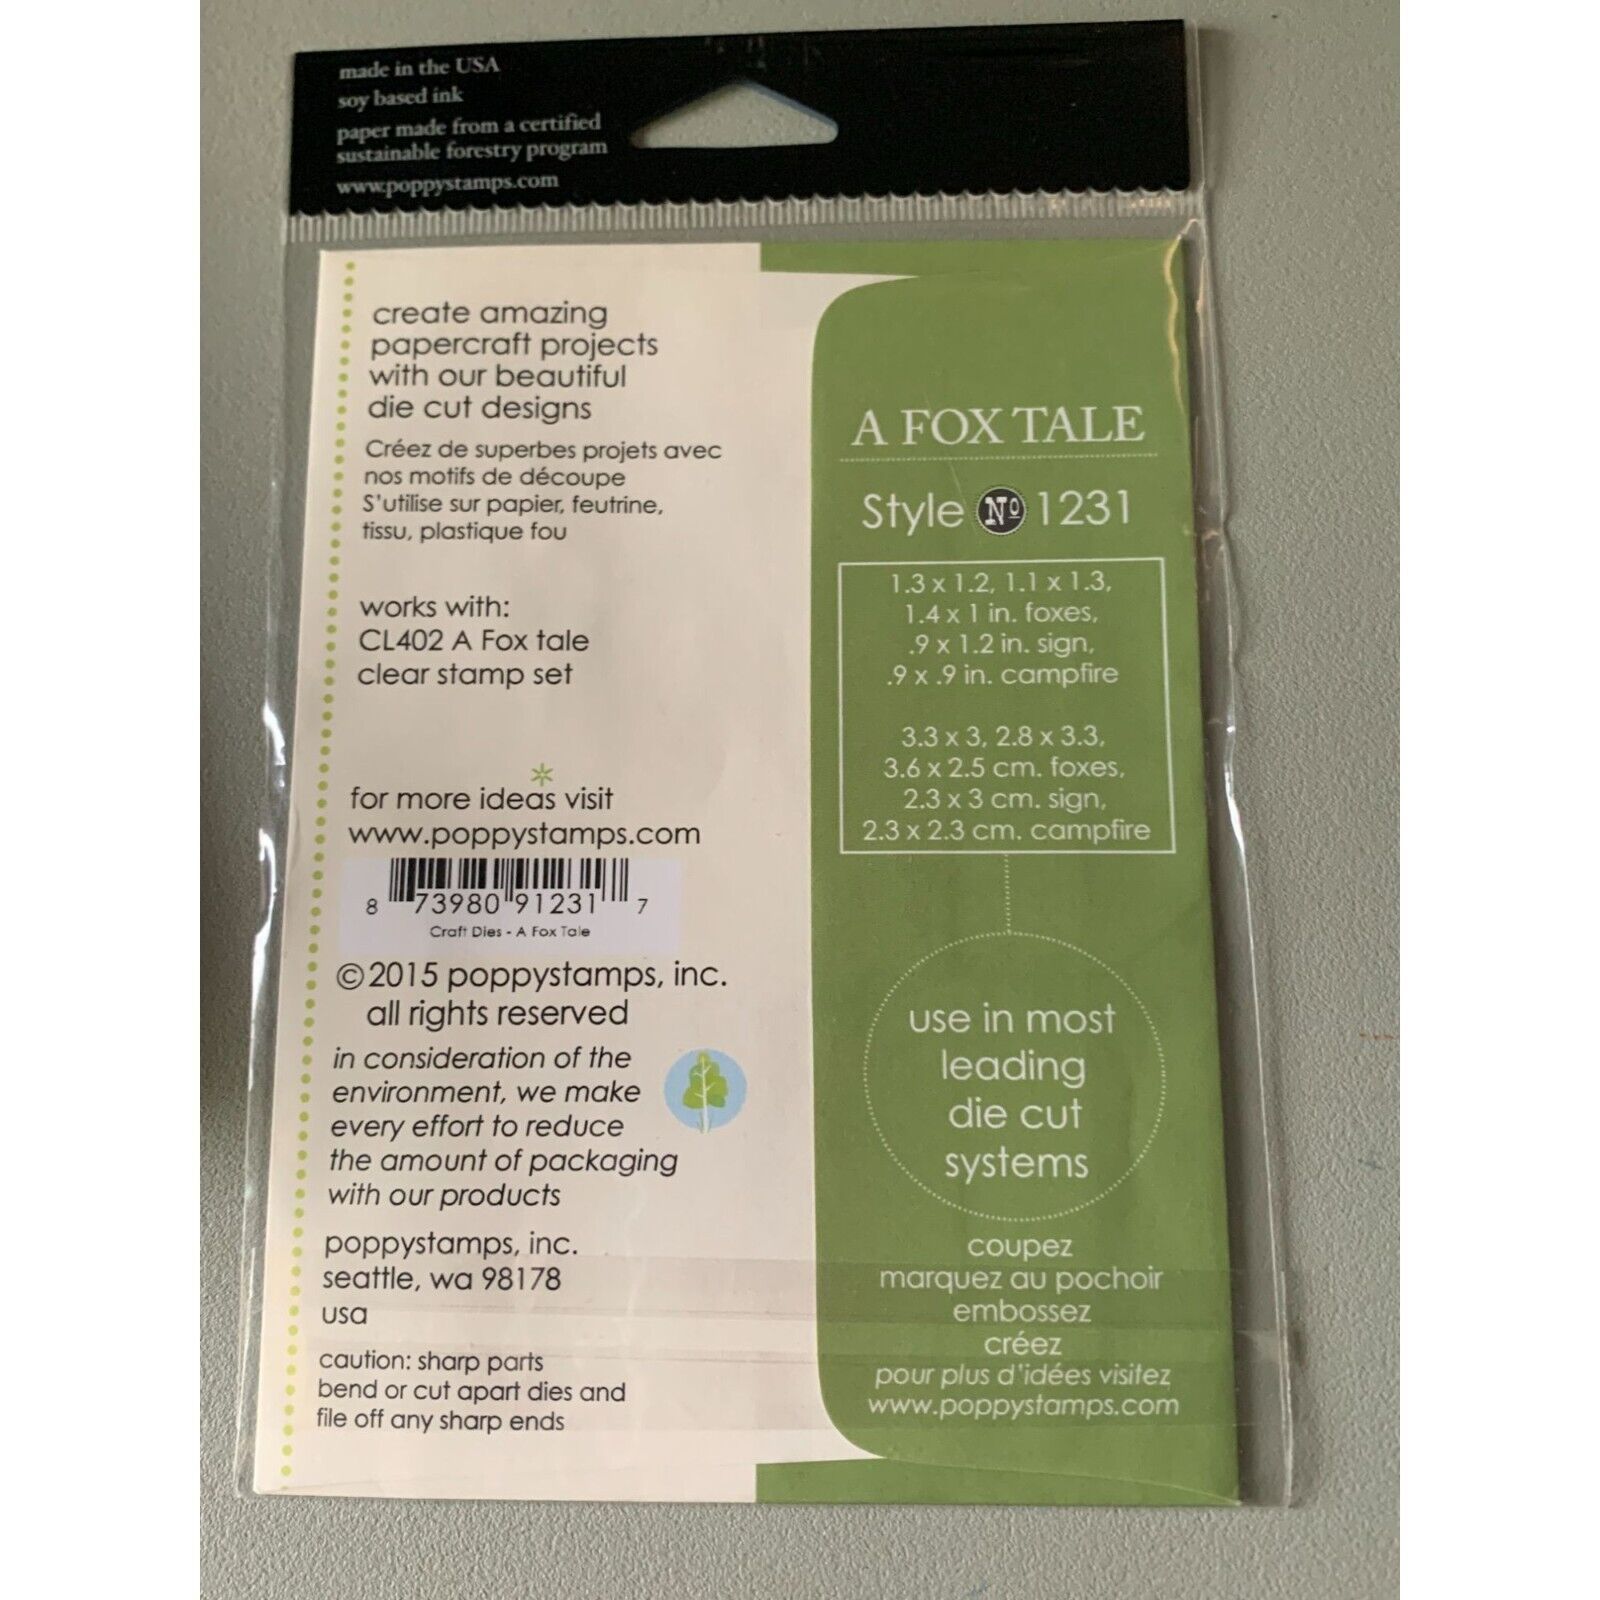 made in the USA
soy based ink
paper made from a certified
sustainable forestry program
www.poppystamps.com
create amazing
papercraft projects
with our beautiful
die cut designs
Créez de superbes projets avec
nos motifs de découpe
S'utilise sur papier, feutrine,
tissu, plastique fou
works with:
CL402 A Fox tale
clear stamp set
for more ideas visit
www.poppystamps.com
8 73980 91231 7
Craft Dies - A Fox Tale
©2015 poppystamps, inc.
all rights reserved
in consideration of the
environment, we make
every effort to reduce
the amount of packaging
with our products
poppystamps, inc.
seattle, wa 98178
usa
caution: sharp parts
bend or cut apart dies and
file off any sharp ends
A FOX TALE
Style No 1231
1.3 x 1.2, 1.1 x 1.3,
1.4 x 1 in. foxes,
.9 x 1.2 in. sign,
.9 x .9 in. campfire
3.3 x 3, 2.8 x 3.3,
3.6 x 2.5 cm. foxes,
2.3 x 3 cm. sign,
2.3 x 2.3 cm. campfire
use in most
leading
die cut
systems
coupez
marquez au pochoir
embossez
créez
pour plus d'idées visitez
www.poppystamps.com